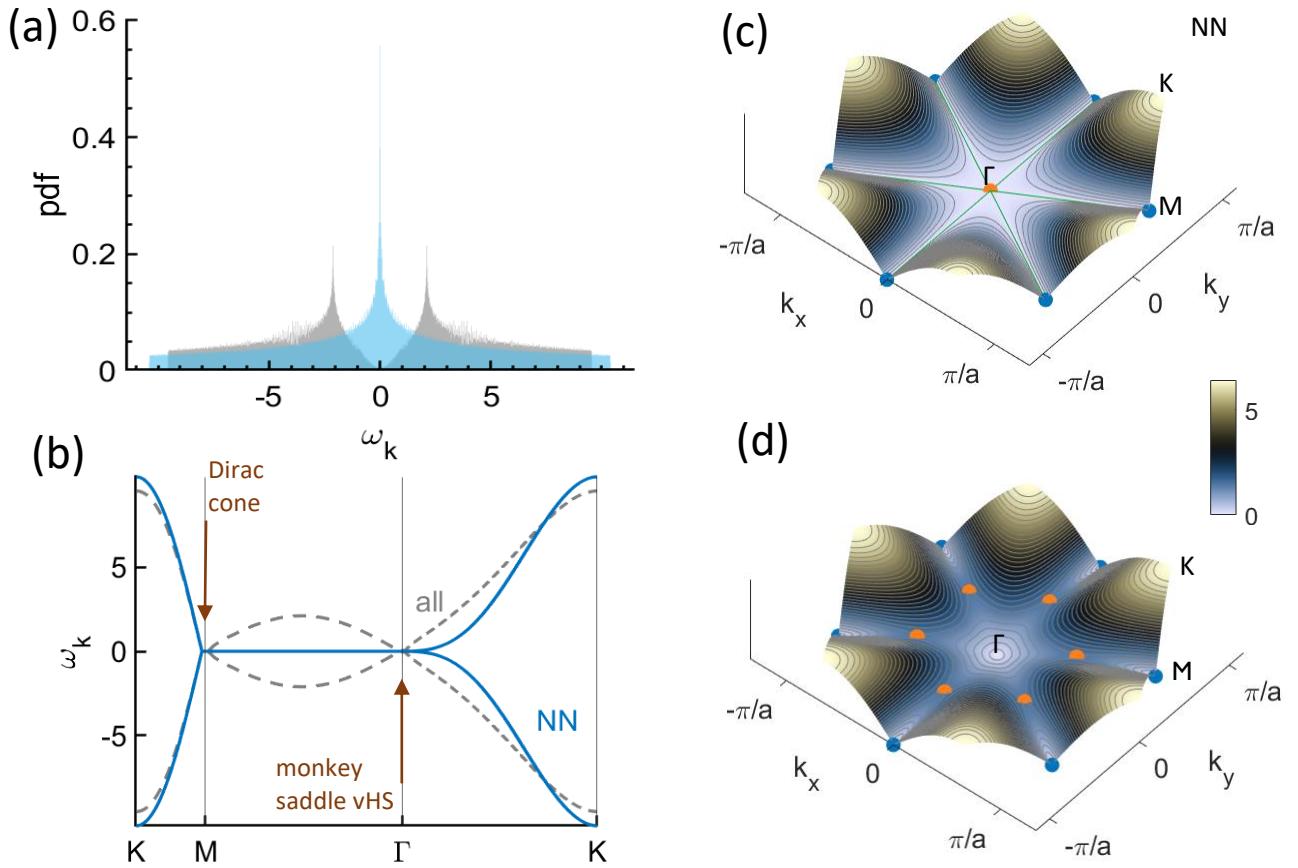 (a)
0.6
0.4
0.2
0
pdf
-5
0
5
ω_k
(b)
Dirac
cone
5
0
-5
ω_k
all
NN
monkey
saddle vHS
K
M
Γ
K
(c)
NN
K
Γ
M
-π/a
k_x
0
π/a
-π/a
0
k_y
π/a
5
0
(d)
K
Γ
M
-π/a
k_x
0
π/a
-π/a
0
k_y
π/a